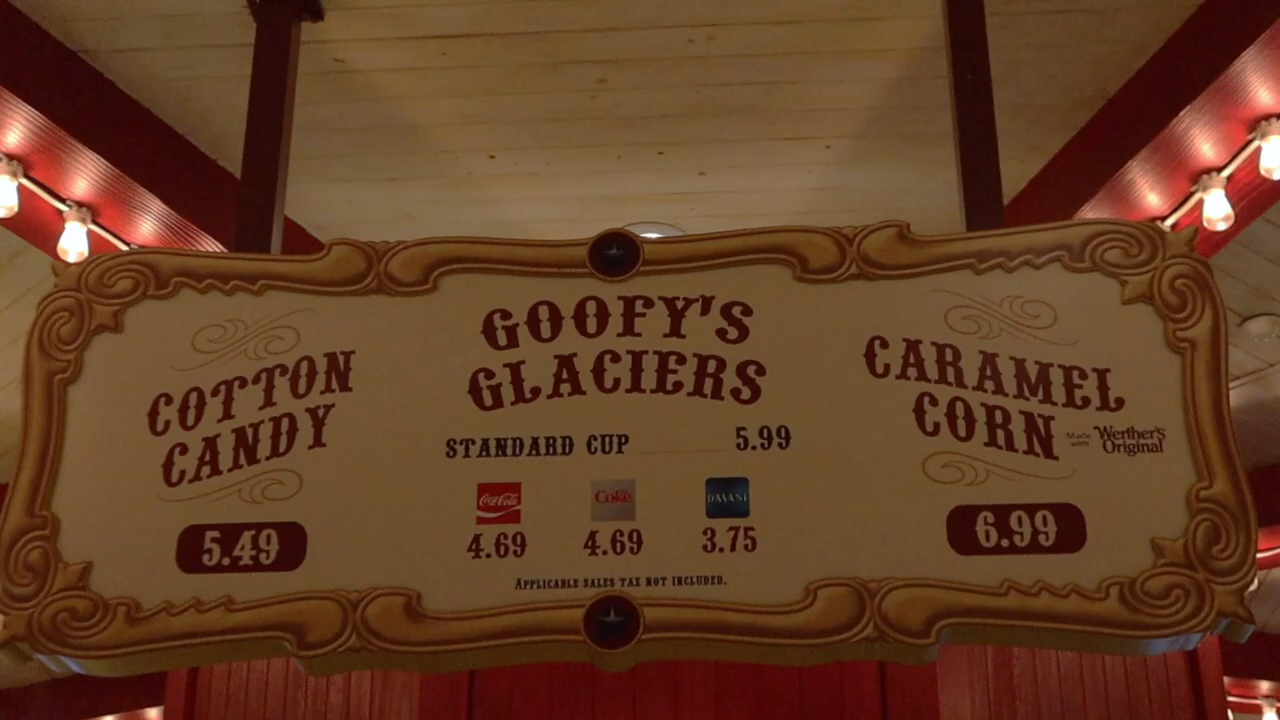 COTTON
CANDY
5.49
GOOFY'S
GLACIERS
STANDARD CUP 5.99
Coca-Cola Coke DASANI
4.69 4.69 3.75
APPLICABLE SALES TAX NOT INCLUDED.
CARAMEL
CORN
Made with Werther's Original
6.99